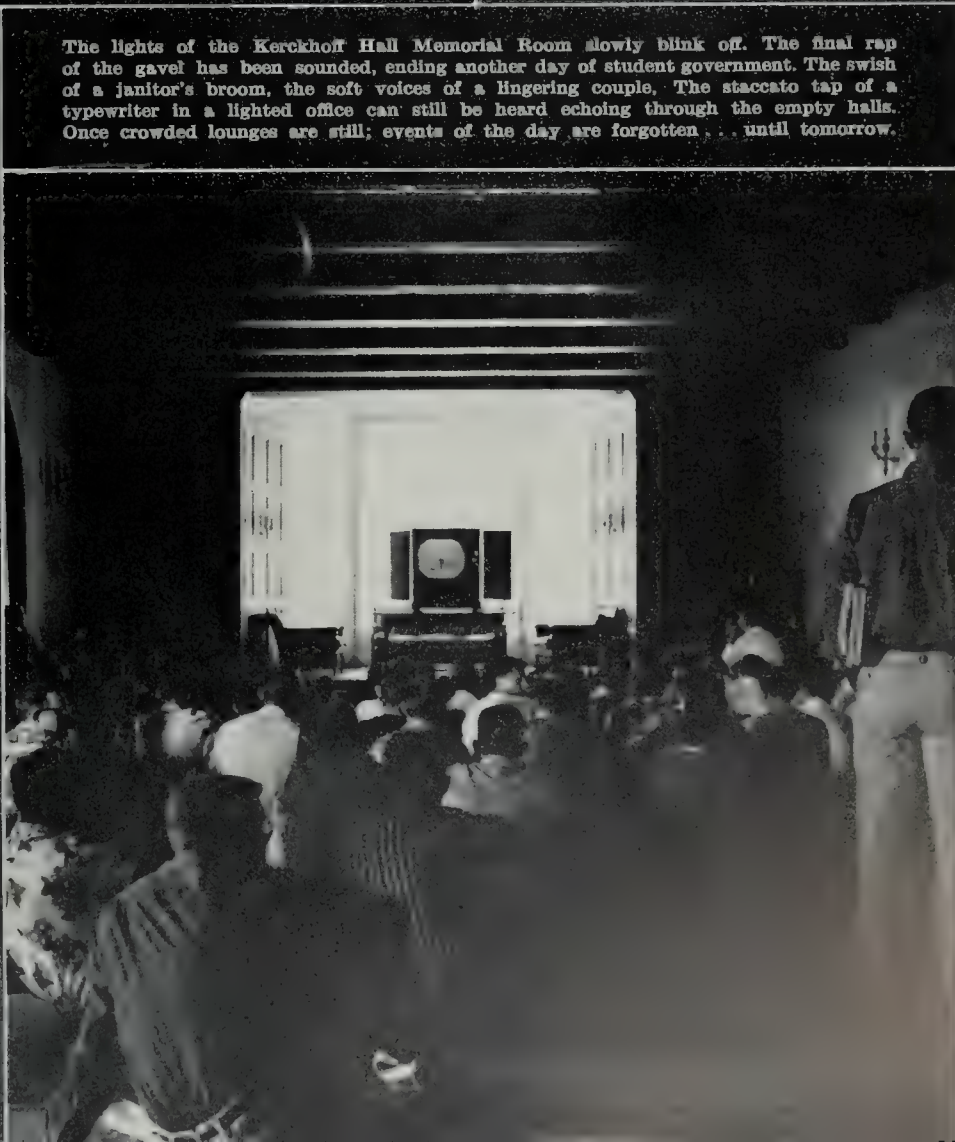 The lights of the Kerckhoff Hall Memorial Room slowly blink off. The final rap
of the gavel has been sounded, ending another day of student government. The swish
of a janitor's broom, the soft voices of a lingering couple. The staccato tap of a
typewriter in a lighted office can still be heard echoing through the empty halls.
Once crowded lounges are still; events of the day are forgotten . . . until tomorrow.